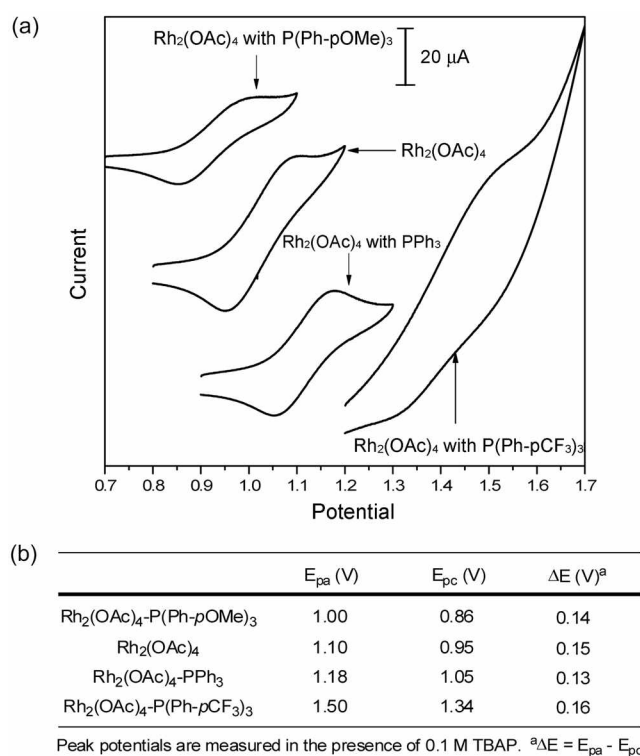 (a)
Rh₂(OAc)₄ with P(Ph-pOMe)₃
20 µA
Rh₂(OAc)₄
Rh₂(OAc)₄ with PPh₃
Rh₂(OAc)₄ with P(Ph-pCF₃)₃
Current
0.7 0.8 0.9 1.0 1.1 1.2 1.3 1.4 1.5 1.6 1.7
Potential
(b)
E_pa (V) E_pc (V) ΔE (V)ᵃ
Rh₂(OAc)₄-P(Ph-pOMe)₃ 1.00 0.86 0.14
Rh₂(OAc)₄ 1.10 0.95 0.15
Rh₂(OAc)₄-PPh₃ 1.18 1.05 0.13
Rh₂(OAc)₄-P(Ph-pCF₃)₃ 1.50 1.34 0.16
Peak potentials are measured in the presence of 0.1 M TBAP. ᵃΔE = E_pa - E_pc